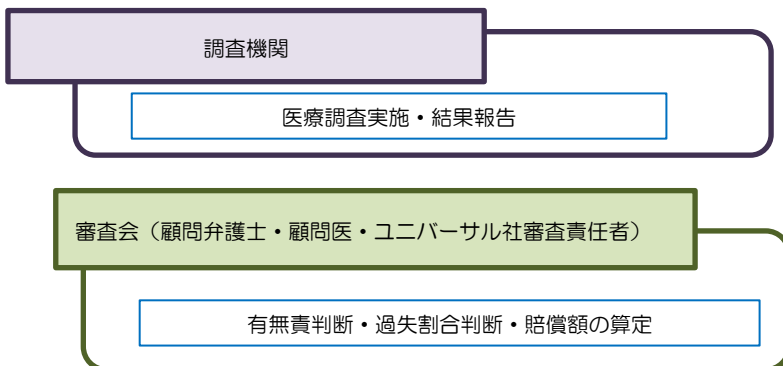 調査機関
医療調査実施・結果報告
審査会（顧問弁護士・顧問医・ユニバーサル社審査責任者）
有無責判断・過失割合判断・賠償額の算定